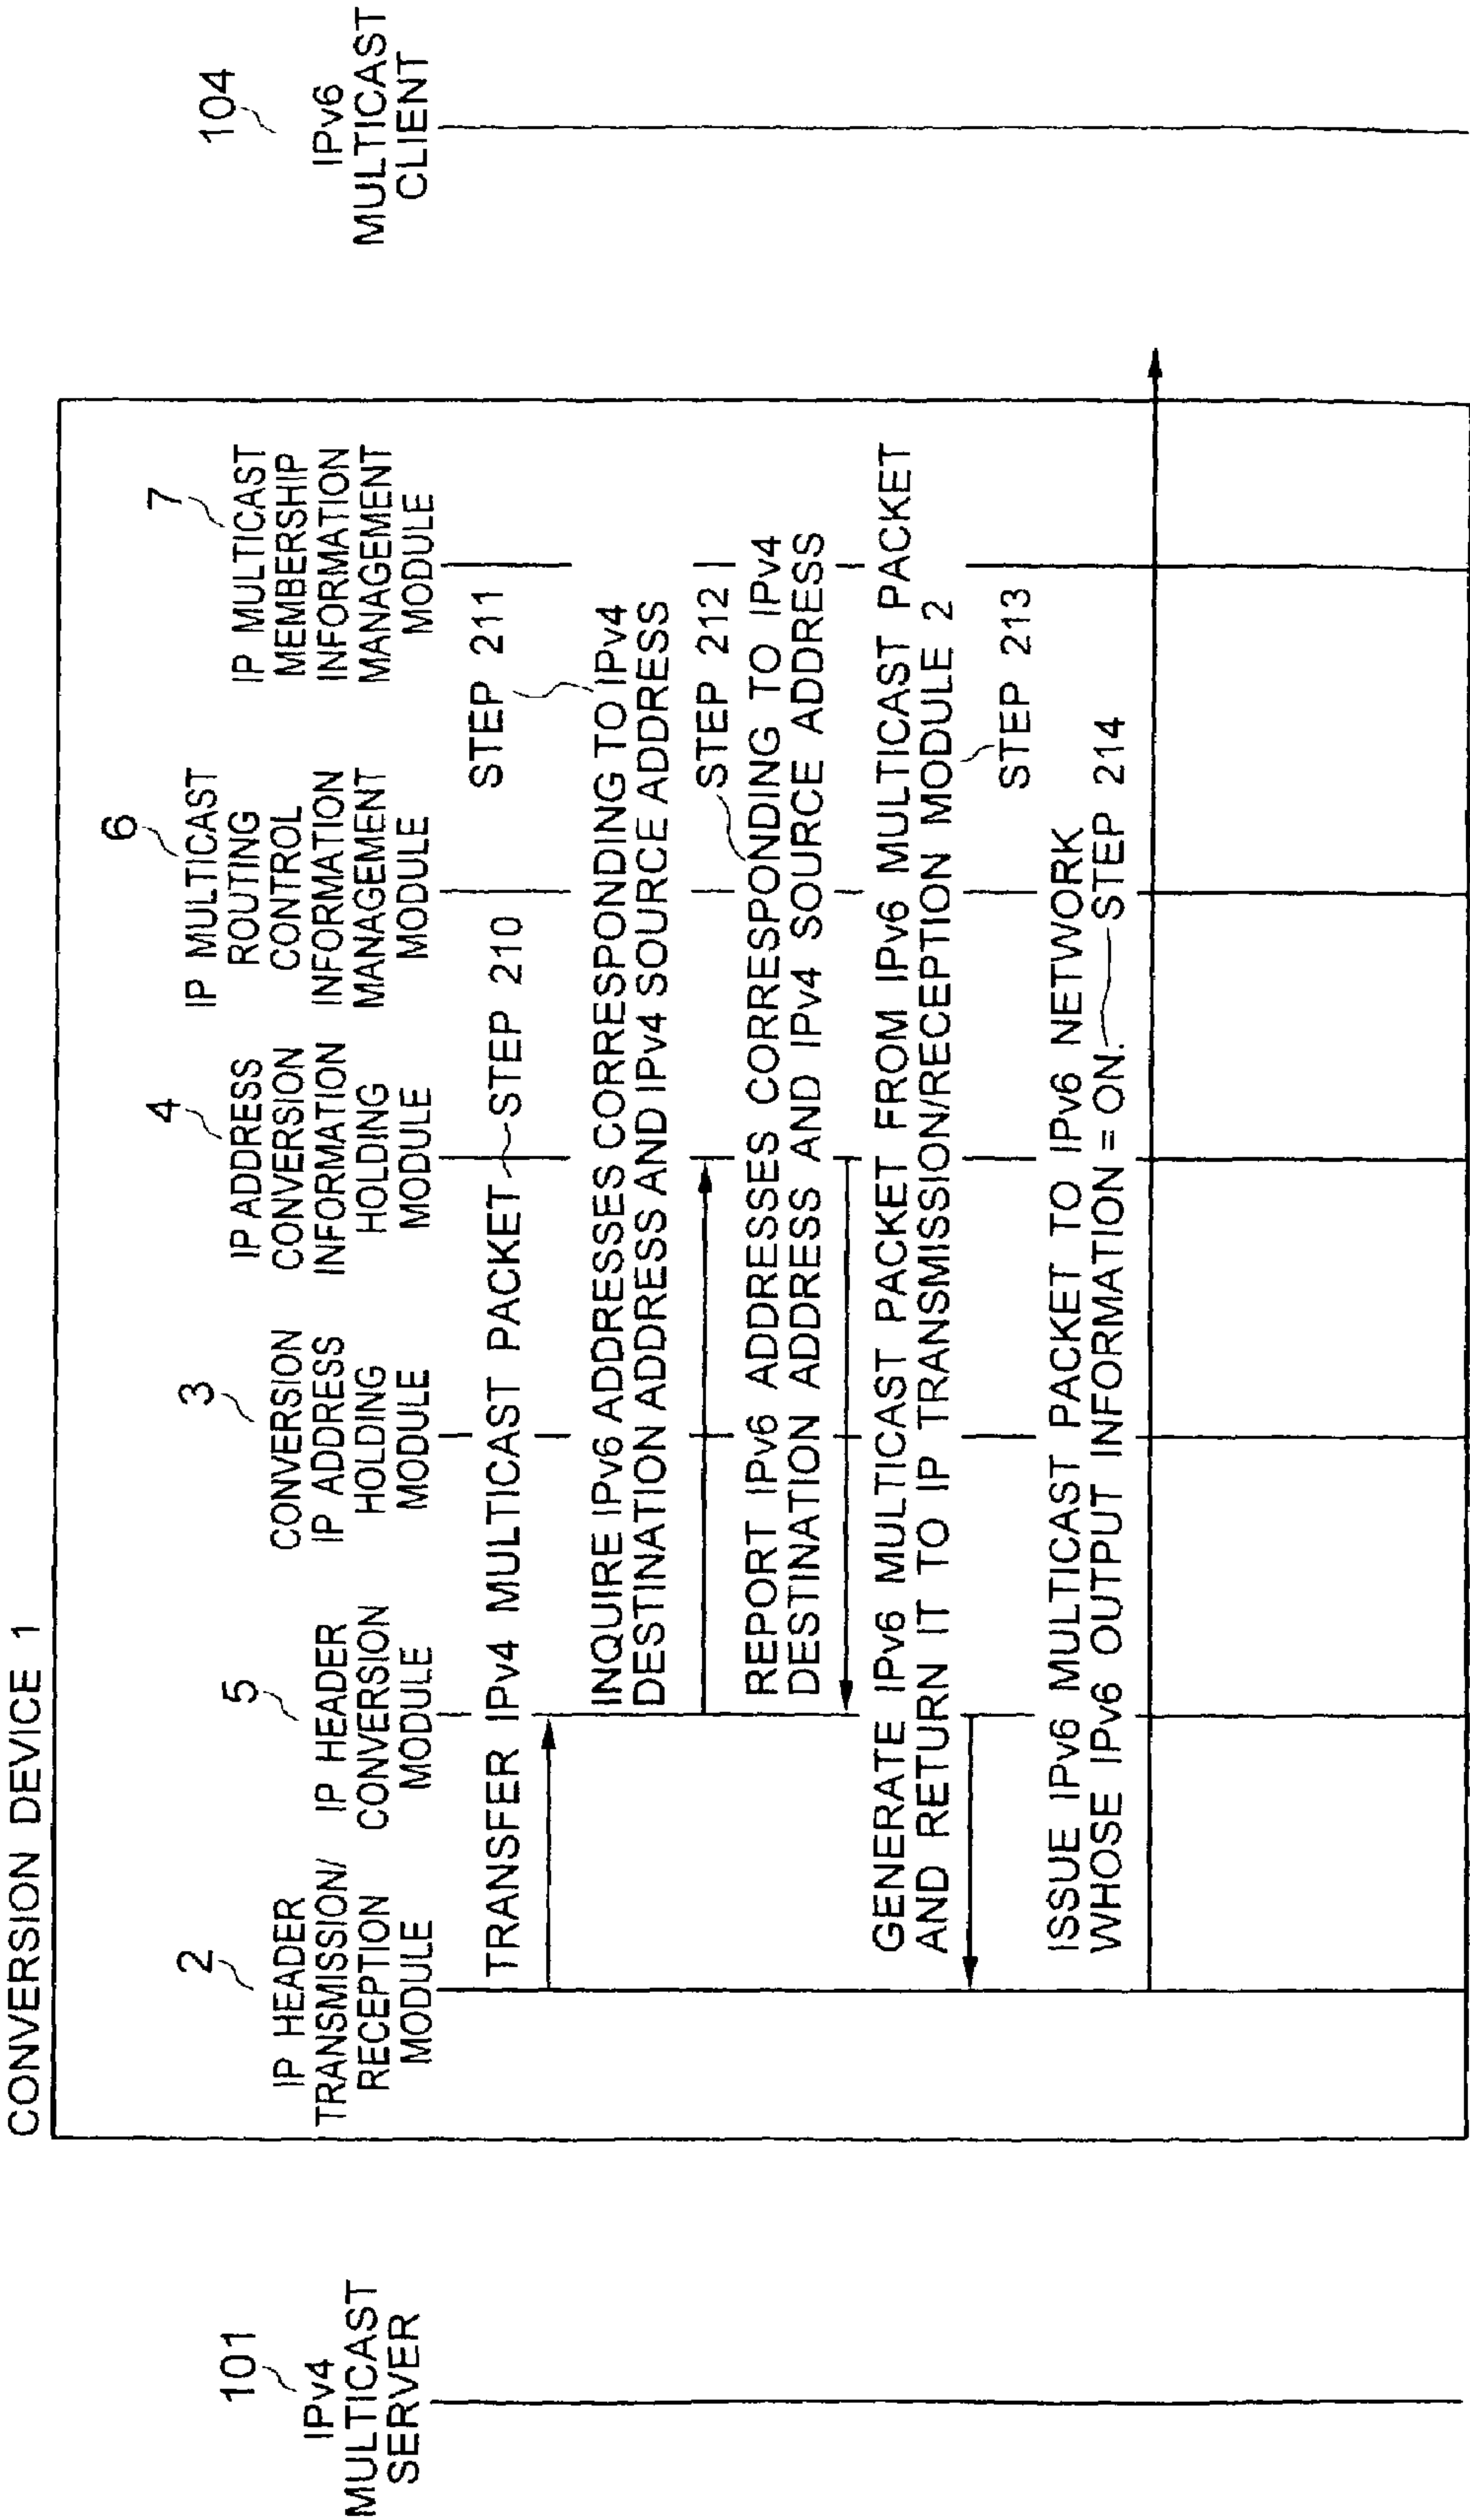 CONVERSION DEVICE 1
101
IPv4
MULTICAST
SERVER
2
IP HEADER
TRANSMISSION/
RECEPTION
MODULE
5
IP HEADER
CONVERSION
MODULE
3
CONVERSION
IP ADDRESS
HOLDING
MODULE
4
IP ADDRESS
CONVERSION
INFORMATION
HOLDING
MODULE
6
IP MULTICAST
ROUTING
CONTROL
INFORMATION
MANAGEMENT
MODULE
7
IP MULTICAST
MEMBERSHIP
INFORMATION
MANAGEMENT
MODULE
104
IPv6
MULTICAST
CLIENT
TRANSFER IPv4 MULTICAST PACKET
STEP 210
STEP 211
INQUIRE IPv6 ADDRESSES CORRESPONDING TO IPv4
DESTINATION ADDRESS AND IPv4 SOURCE ADDRESS
STEP 212
REPORT IPv6 ADDRESSES CORRESPONDING TO IPv4
DESTINATION ADDRESS AND IPv4 SOURCE ADDRESS
GENERATE IPv6 MULTICAST PACKET FROM IPv6 MULTICAST PACKET
AND RETURN IT TO IP TRANSMISSION/RECEPTION MODULE 2
STEP 213
ISSUE IPv6 MULTICAST PACKET TO IPv6 NETWORK
WHOSE IPv6 OUTPUT INFORMATION = ON.
STEP 214